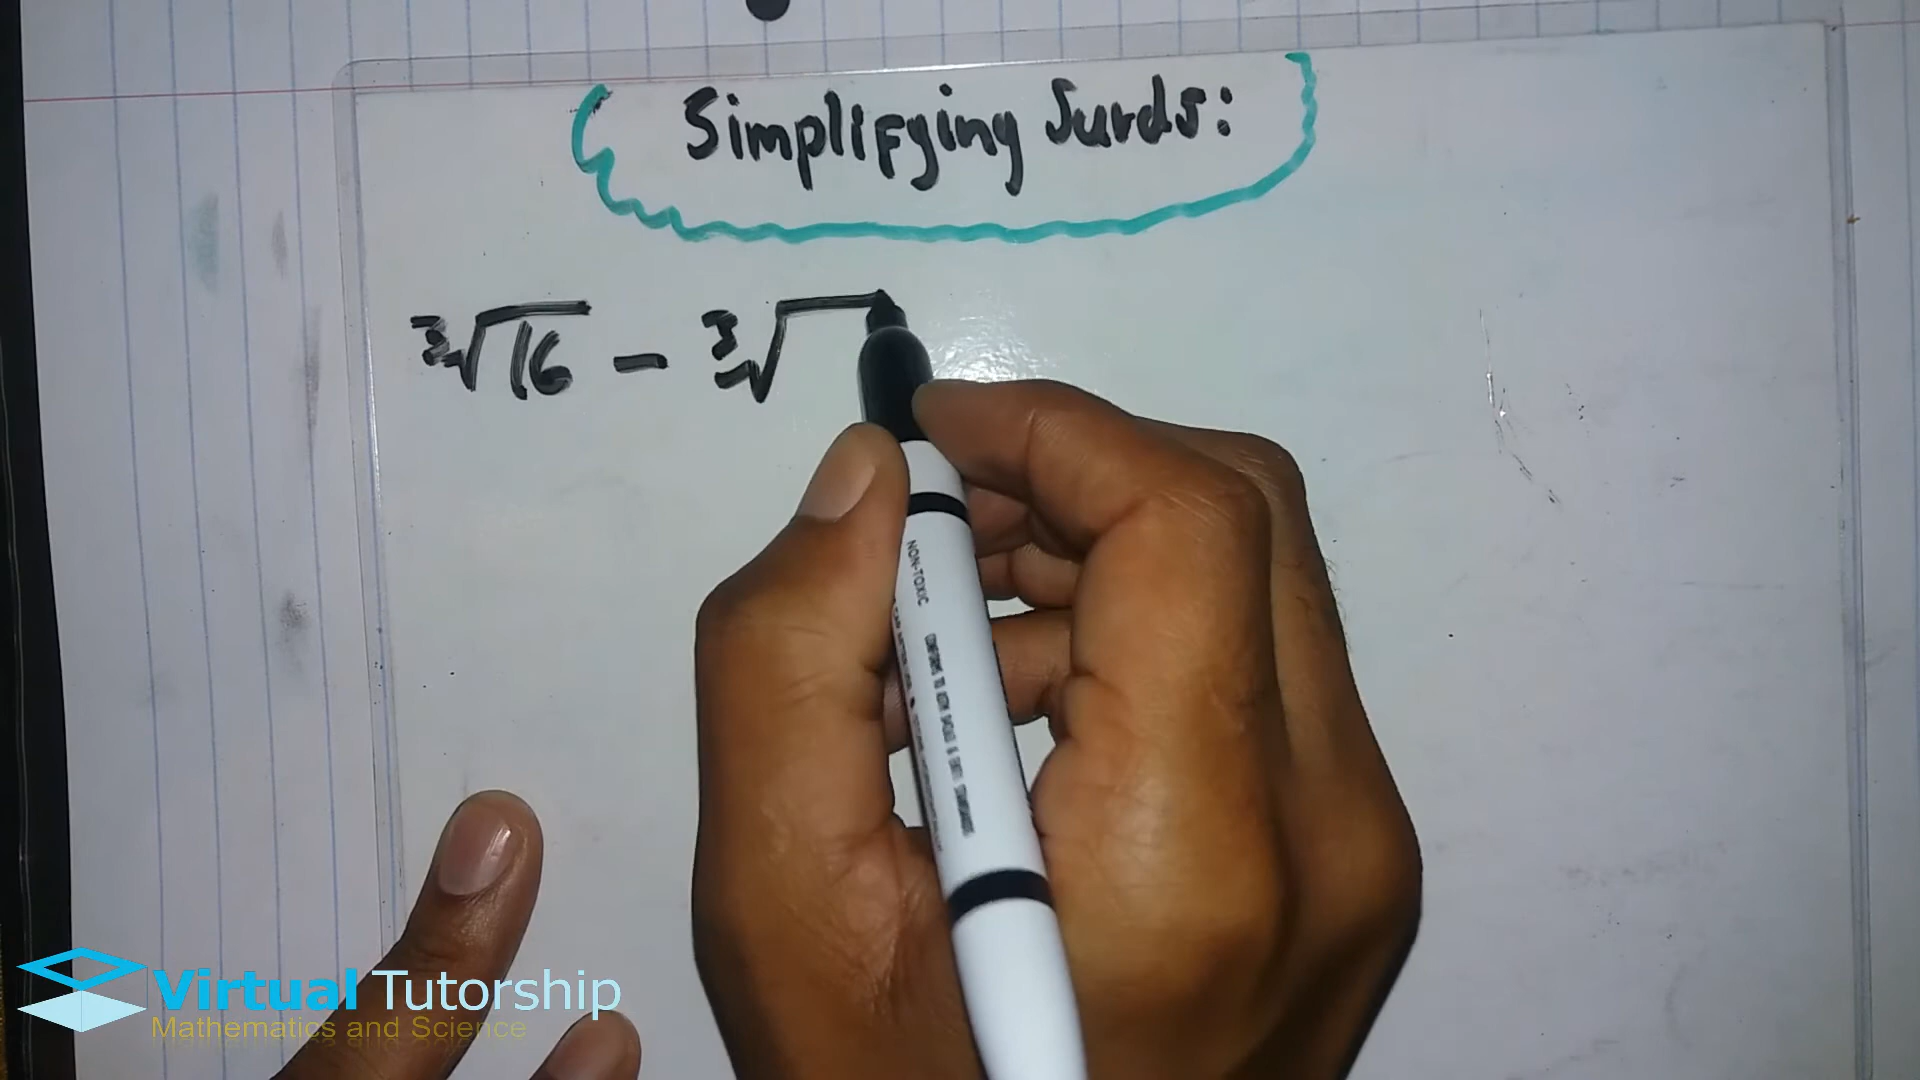 Simplifying Surds:
∛16 - ∛
NON-TOXIC
Virtual Tutorship
Mathematics and Science